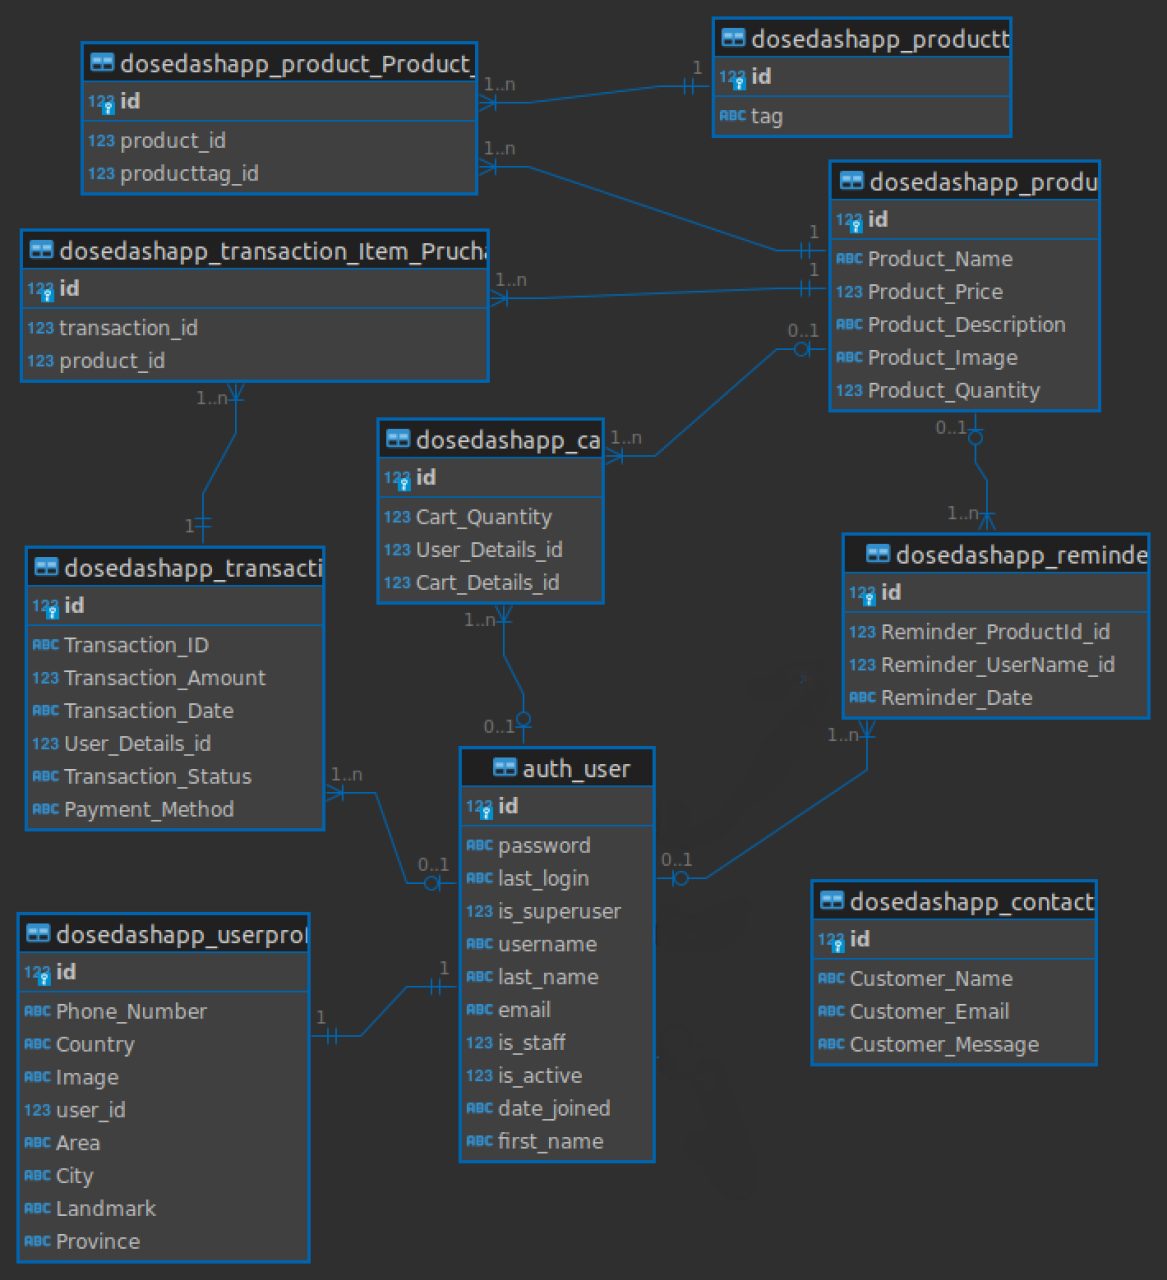 dosedashapp_product_Product_
123 id
123 product_id
123 producttag_id
1..n
1
1..n
dosedashapp_productt
123 id
ABC tag
dosedashapp_produ
123 id
ABC Product_Name
123 Product_Price
ABC Product_Description
ABC Product_Image
123 Product_Quantity
1
1
0..1
0..1
dosedashapp_transaction_Item_Prucha
123 id
123 transaction_id
123 product_id
1..n
1..n
1
dosedashapp_ca
123 id
123 Cart_Quantity
123 User_Details_id
123 Cart_Details_id
1..n
1..n
0..1
dosedashapp_reminde
123 id
123 Reminder_ProductId_id
123 Reminder_UserName_id
ABC Reminder_Date
1..n
1..n
dosedashapp_transacti
123 id
ABC Transaction_ID
123 Transaction_Amount
ABC Transaction_Date
123 User_Details_id
ABC Transaction_Status
ABC Payment_Method
1..n
0..1
auth_user
123 id
ABC password
ABC last_login
123 is_superuser
ABC username
ABC last_name
ABC email
123 is_staff
123 is_active
ABC date_joined
ABC first_name
0..1
1
1
dosedashapp_userprof
123 id
ABC Phone_Number
ABC Country
ABC Image
123 user_id
ABC Area
ABC City
ABC Landmark
ABC Province
dosedashapp_contact
123 id
ABC Customer_Name
ABC Customer_Email
ABC Customer_Message